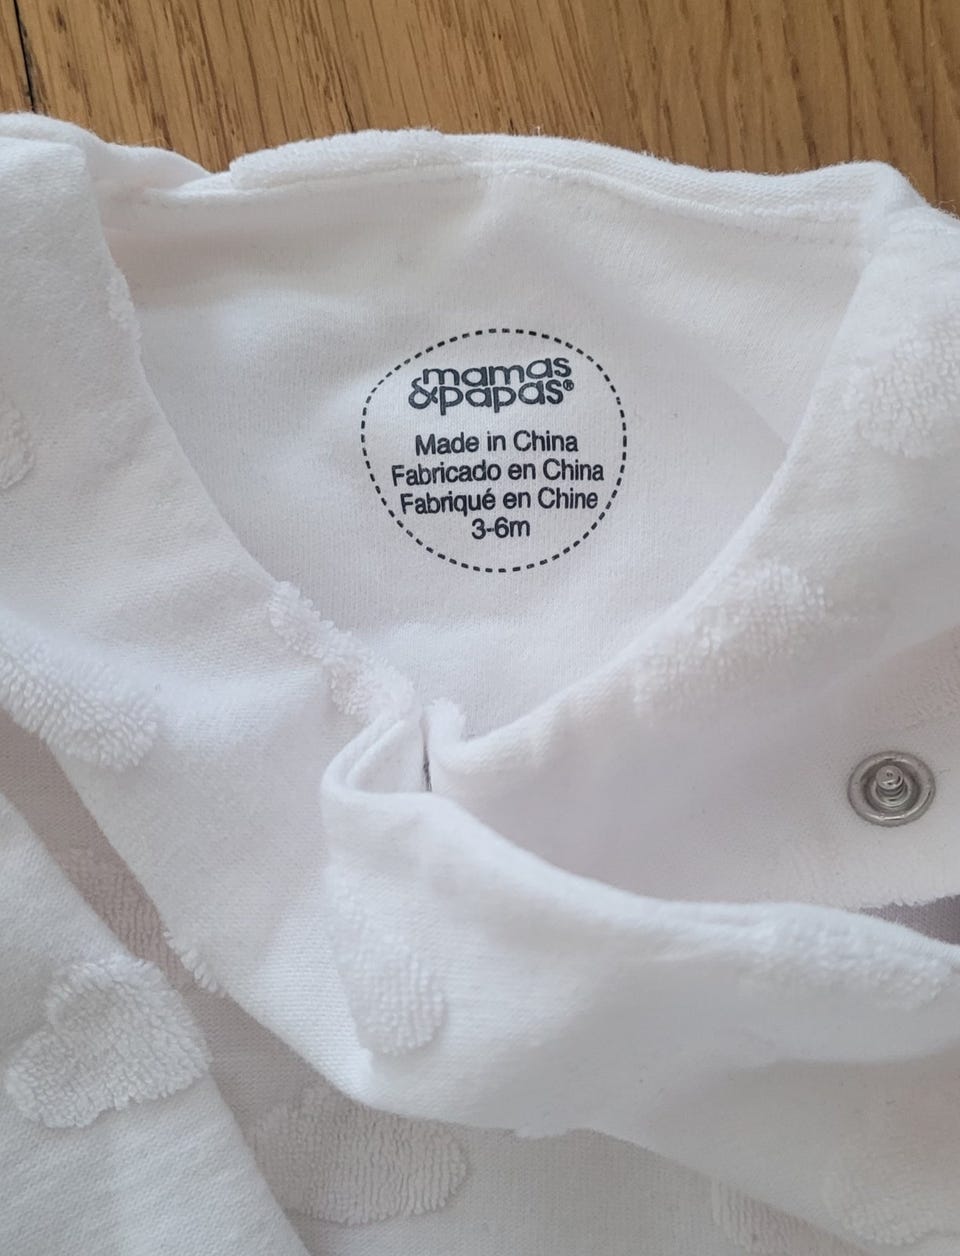 mamas
&papas®
Made in China
Fabricado en China
Fabriqué en Chine
3-6m